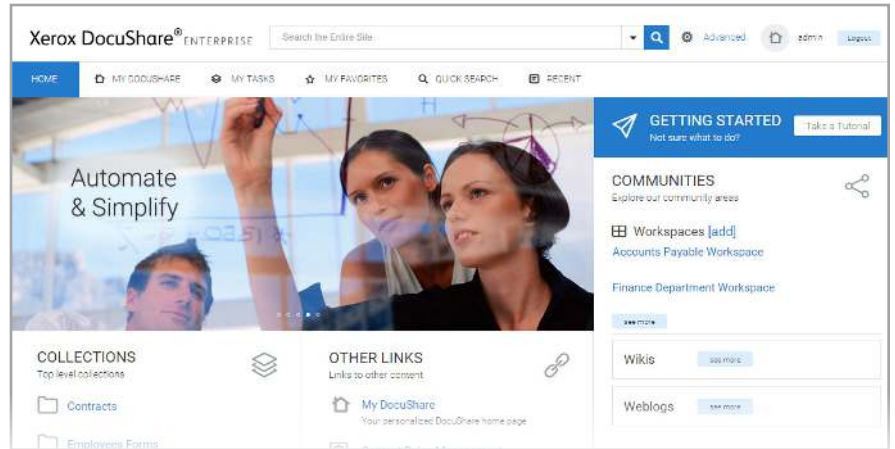 Xerox DocuShare® ENTERPRISE
Search the Entire Site
Advanced
admin
Logout
HOME
MY DOCUSHARE
MY TASKS
MY FAVORITES
QUICK SEARCH
RECENT
Automate
& Simplify
GETTING STARTED
Not sure what to do?
Take a Tutorial
COMMUNITIES
Explore our community areas
Workspaces [add]
Accounts Payable Workspace
Finance Department Workspace
see more
Wikis
see more
Weblogs
see more
COLLECTIONS
Top level collections
Contracts
Employees Forms
OTHER LINKS
Links to other content
My DocuShare
Your personalized DocuShare home page